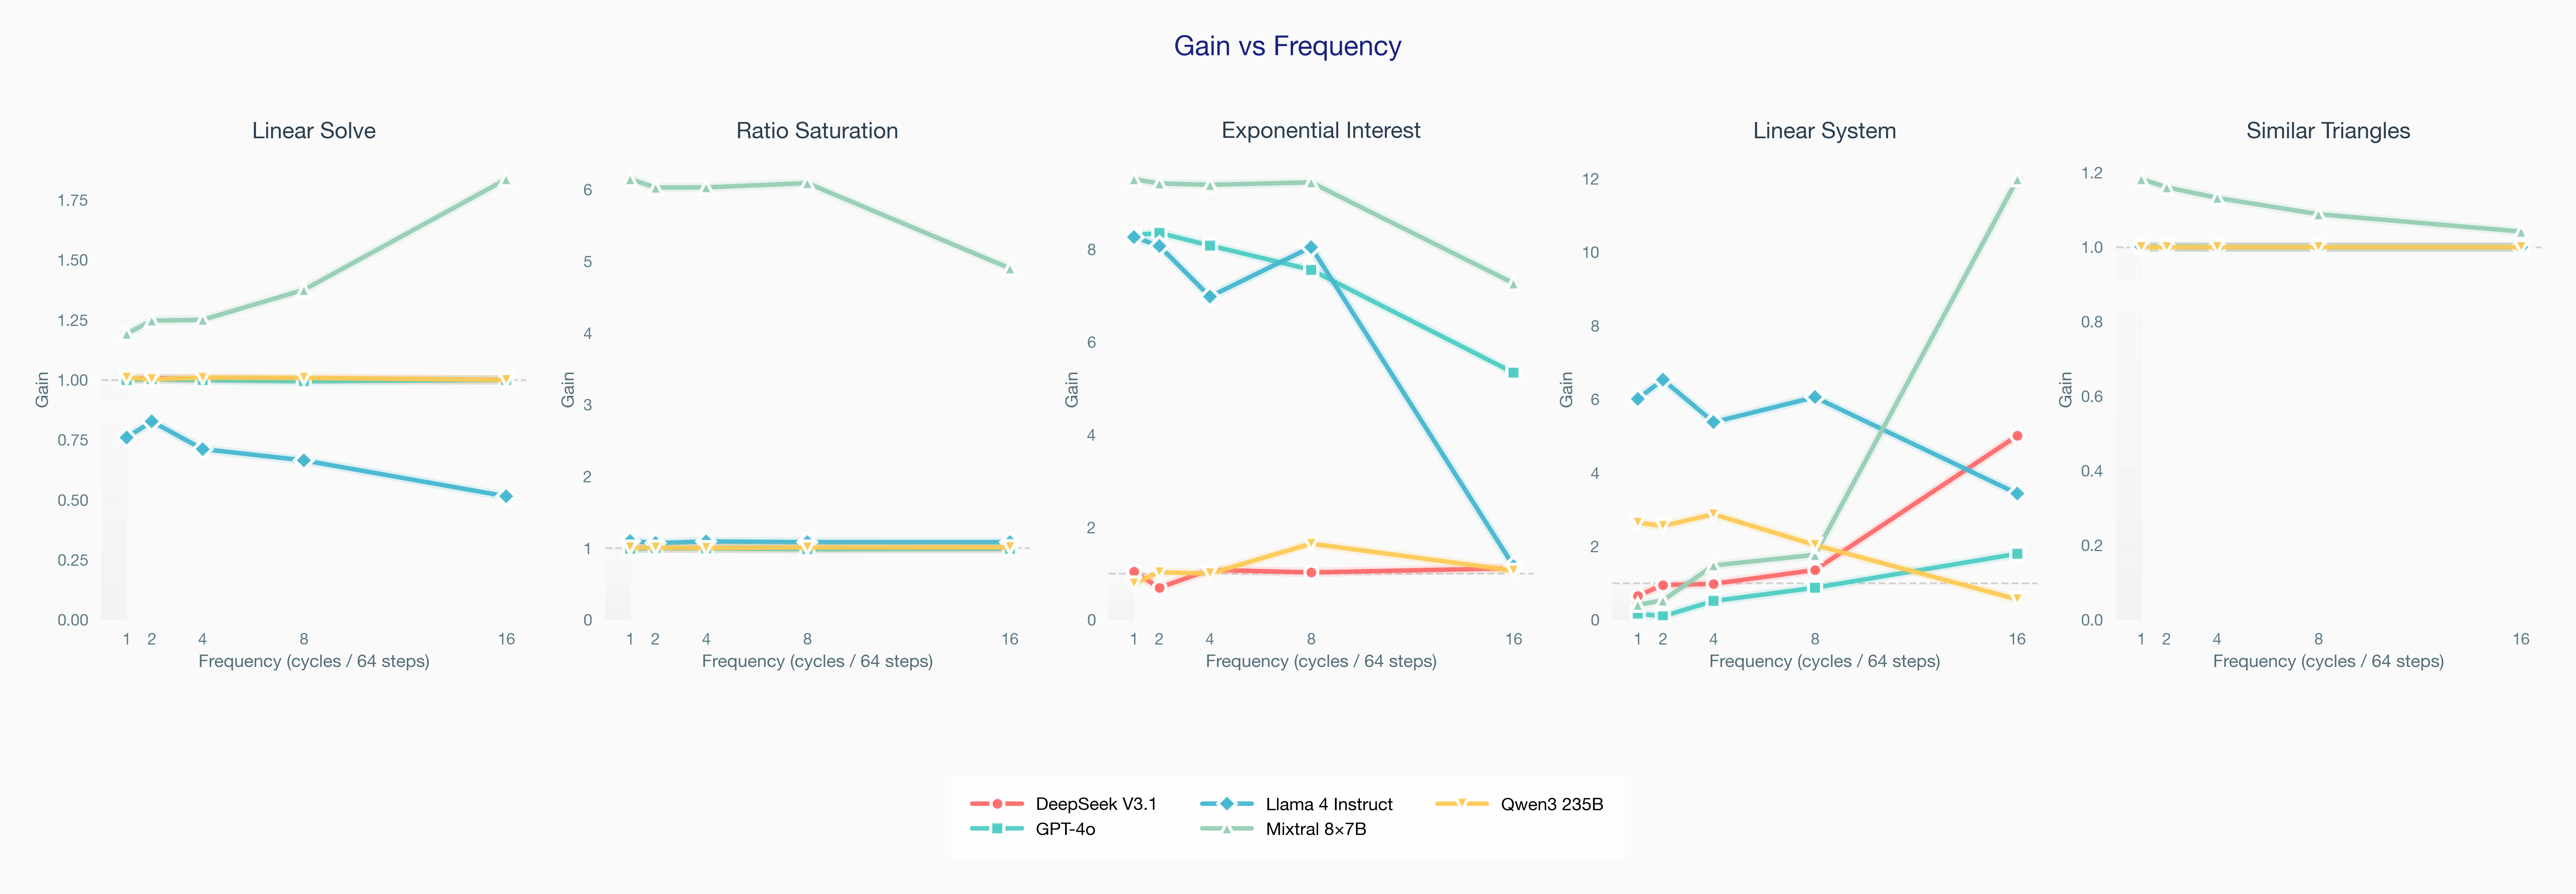 Gain vs Frequency
Linear Solve
Gain
1.75
1.50
1.25
1.00
0.75
0.50
0.25
0.00
1 2 4 8 16
Frequency (cycles / 64 steps)
Ratio Saturation
Gain
6
5
4
3
2
1
0
1 2 4 8 16
Frequency (cycles / 64 steps)
Exponential Interest
Gain
8
6
4
2
0
1 2 4 8 16
Frequency (cycles / 64 steps)
Linear System
Gain
12
10
8
6
4
2
0
1 2 4 8 16
Frequency (cycles / 64 steps)
Similar Triangles
Gain
1.2
1.0
0.8
0.6
0.4
0.2
0.0
1 2 4 8 16
Frequency (cycles / 64 steps)
DeepSeek V3.1
GPT-4o
Llama 4 Instruct
Mixtral 8×7B
Qwen3 235B